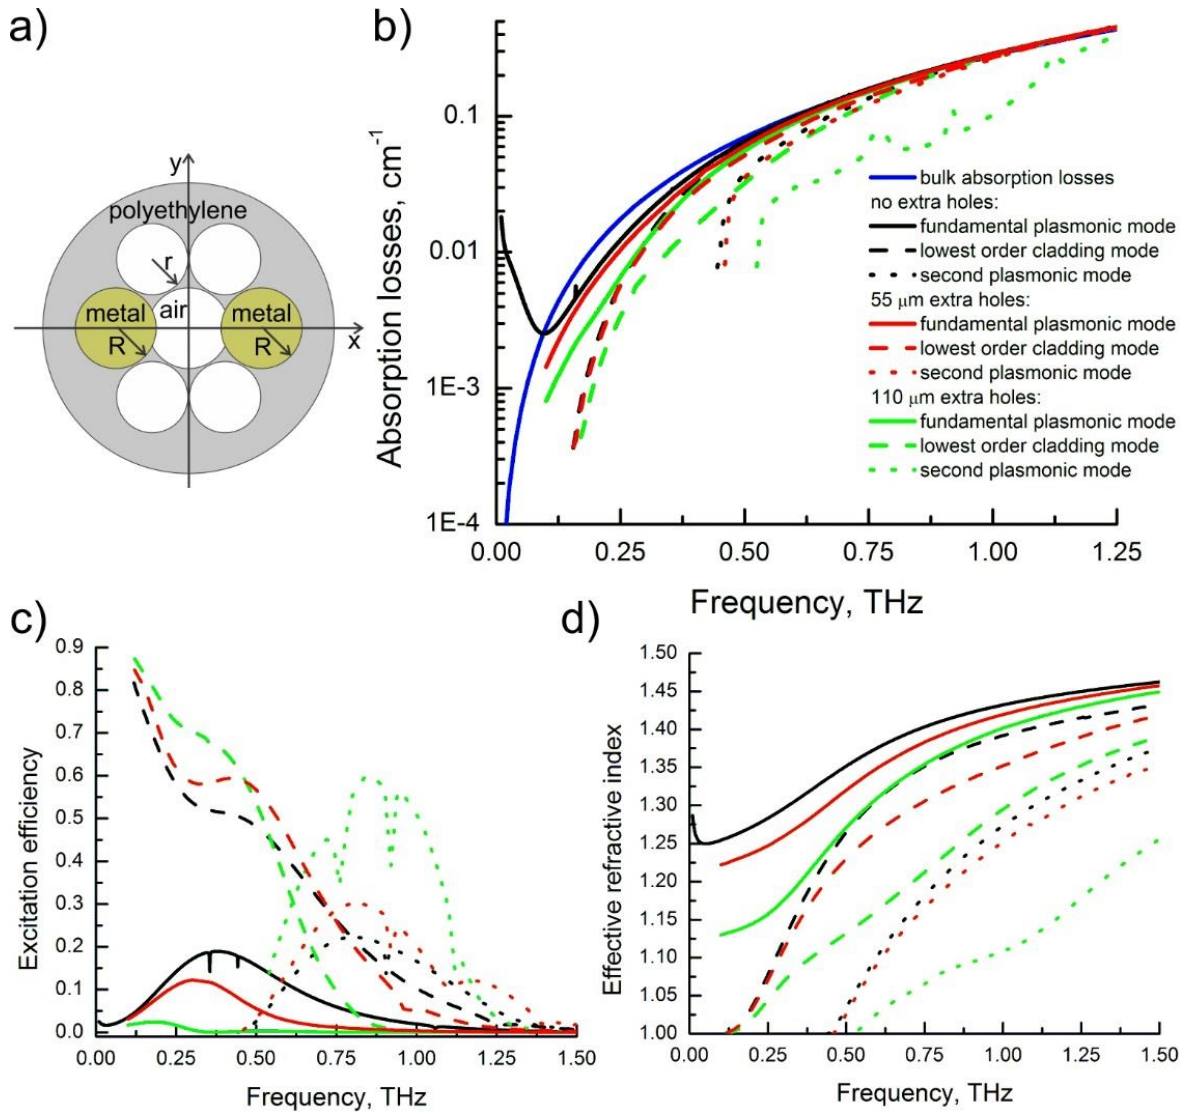 a)
y
polyethylene
r
metal
air
metal
R
R
x
b)
Absorption losses, cm⁻¹
0.1
0.01
1E-3
1E-4
0.00
0.25
0.50
0.75
1.00
1.25
Frequency, THz
bulk absorption losses
no extra holes:
fundamental plasmonic mode
lowest order cladding mode
second plasmonic mode
55 μm extra holes:
fundamental plasmonic mode
lowest order cladding mode
second plasmonic mode
110 μm extra holes:
fundamental plasmonic mode
lowest order cladding mode
second plasmonic mode
c)
Excitation efficiency
0.9
0.8
0.7
0.6
0.5
0.4
0.3
0.2
0.1
0.0
0.00
0.25
0.50
0.75
1.00
1.25
1.50
Frequency, THz
d)
Effective refractive index
1.50
1.45
1.40
1.35
1.30
1.25
1.20
1.15
1.10
1.05
1.00
0.00
0.25
0.50
0.75
1.00
1.25
1.50
Frequency, THz